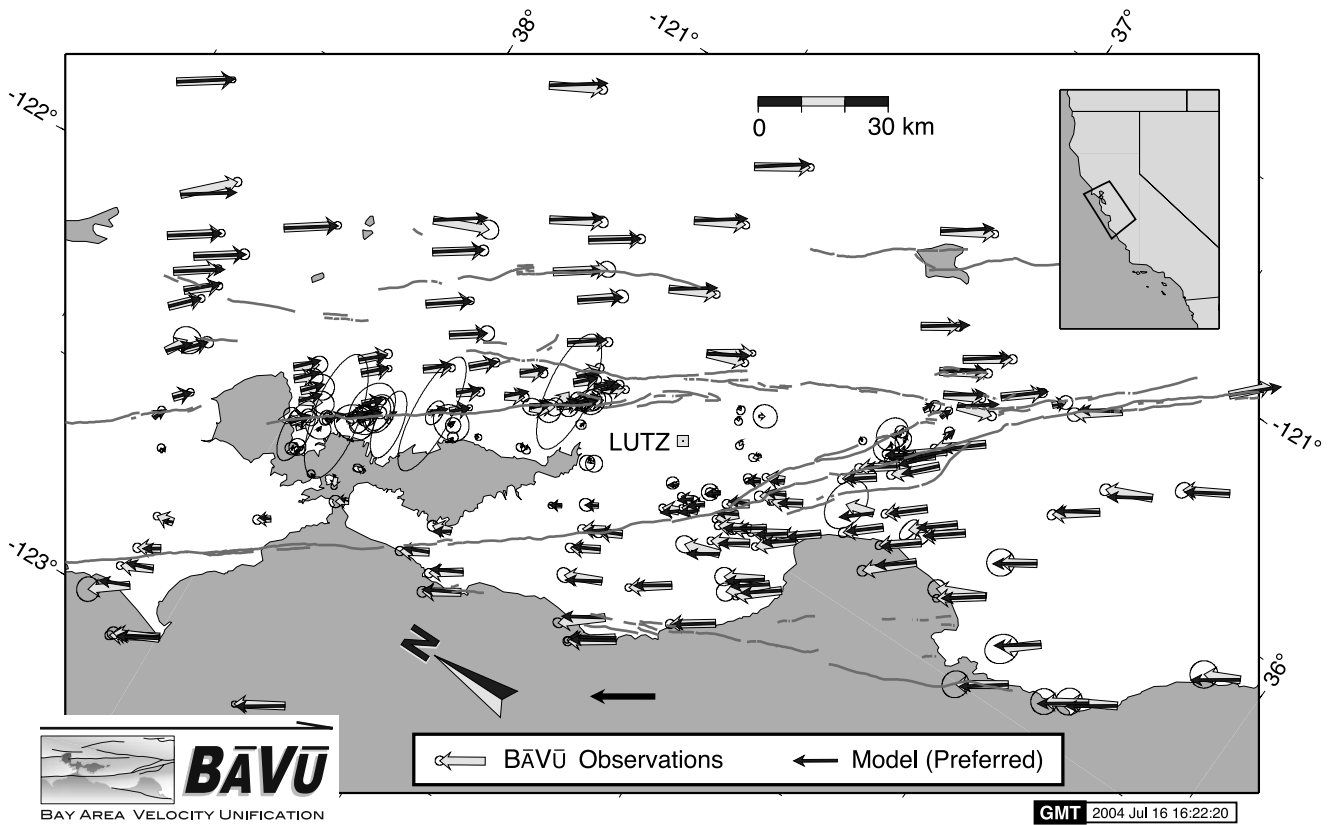 38°
-121°
37°
-122°
0 30 km
LUTZ
-121°
-123°
N
36°
BĀVŪ Observations
Model (Preferred)
BĀVŪ
BAY AREA VELOCITY UNIFICATION
GMT 2004 Jul 16 16:22:20